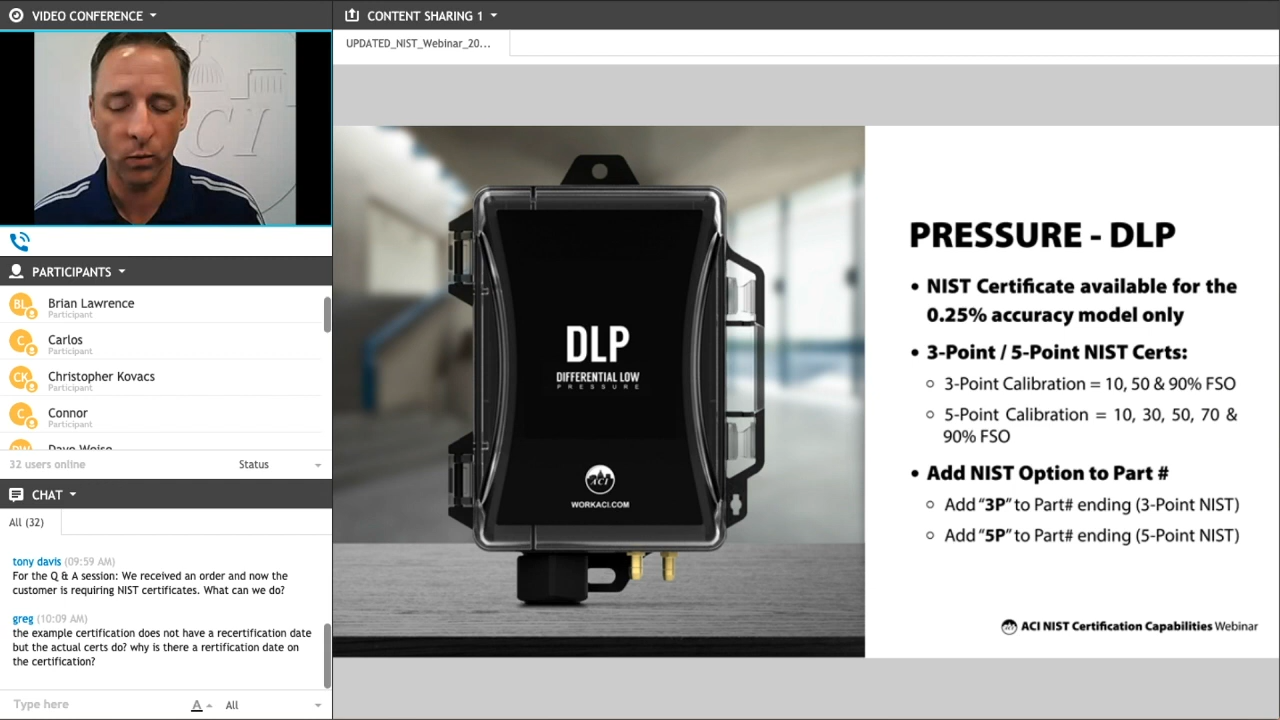 VIDEO CONFERENCE
CI
PARTICIPANTS
BL
Brian Lawrence
Participant
C
Carlos
Participant
CK
Christopher Kovacs
Participant
C
Connor
Participant
32 users online
Status
CHAT
All (32)
tony davis (09:59 AM)
For the Q & A session: We received an order and now the
customer is requiring NIST certificates. What can we do?
greg (10:09 AM)
the example certification does not have a recertification date
but the actual certs do? why is there a rertification date on
the certification?
Type here
A
All
CONTENT SHARING 1
UPDATED_NIST_Webinar_20...
DLP
DIFFERENTIAL LOW
PRESSURE
ACI
WORKACI.COM
PRESSURE - DLP
• NIST Certificate available for the
0.25% accuracy model only
• 3-Point / 5-Point NIST Certs:
○ 3-Point Calibration = 10, 50 & 90% FSO
○ 5-Point Calibration = 10, 30, 50, 70 &
90% FSO
• Add NIST Option to Part #
○ Add "3P" to Part# ending (3-Point NIST)
○ Add "5P" to Part# ending (5-Point NIST)
ACI NIST Certification Capabilities Webinar